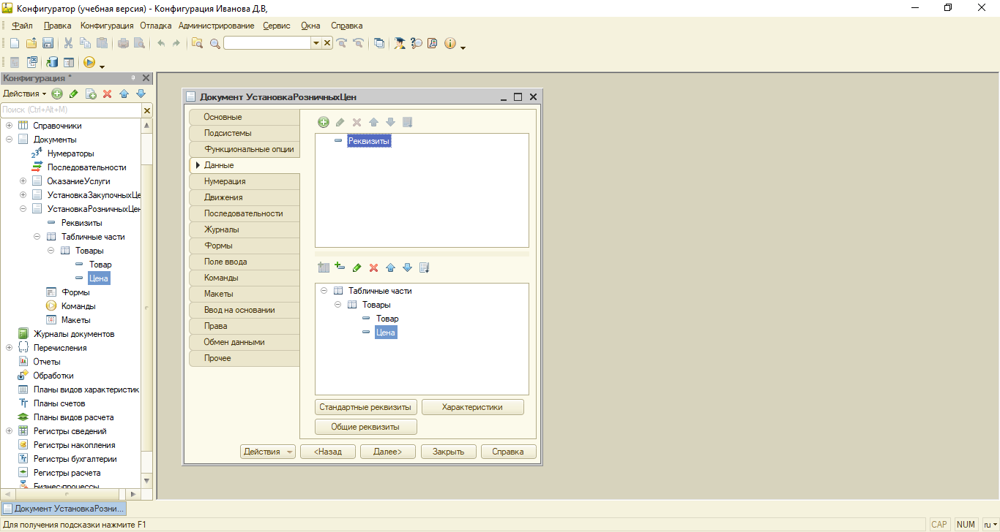 Конфигуратор (учебная версия) - Конфигурация Иванова Д.В,
Файл Правка Конфигурация Отладка Администрирование Сервис Окна Справка
Конфигурация *
Действия
Поиск (Ctrl+Alt+M)
Справочники
Документы
Нумераторы
Последовательности
ОказаниеУслуги
УстановкаЗакупочныхЦе
УстановкаРозничныхЦен
Реквизиты
Табличные части
Товары
Товар
Цена
Формы
Команды
Макеты
Журналы документов
Перечисления
Отчеты
Обработки
Планы видов характеристик
Планы счетов
Планы видов расчета
Регистры сведений
Регистры накопления
Регистры бухгалтерии
Регистры расчета
Бизнес-процессы
Документ УстановкаРозничныхЦен
Основные
Подсистемы
Функциональные опции
Данные
Нумерация
Движения
Последовательности
Журналы
Формы
Поле ввода
Команды
Макеты
Ввод на основании
Права
Обмен данными
Прочее
Реквизиты
Табличные части
Товары
Товар
Цена
Стандартные реквизиты Характеристики
Общие реквизиты
Действия <Назад Далее> Закрыть Справка
Документ УстановкаРозни...
Для получения подсказки нажмите F1 CAP NUM ru